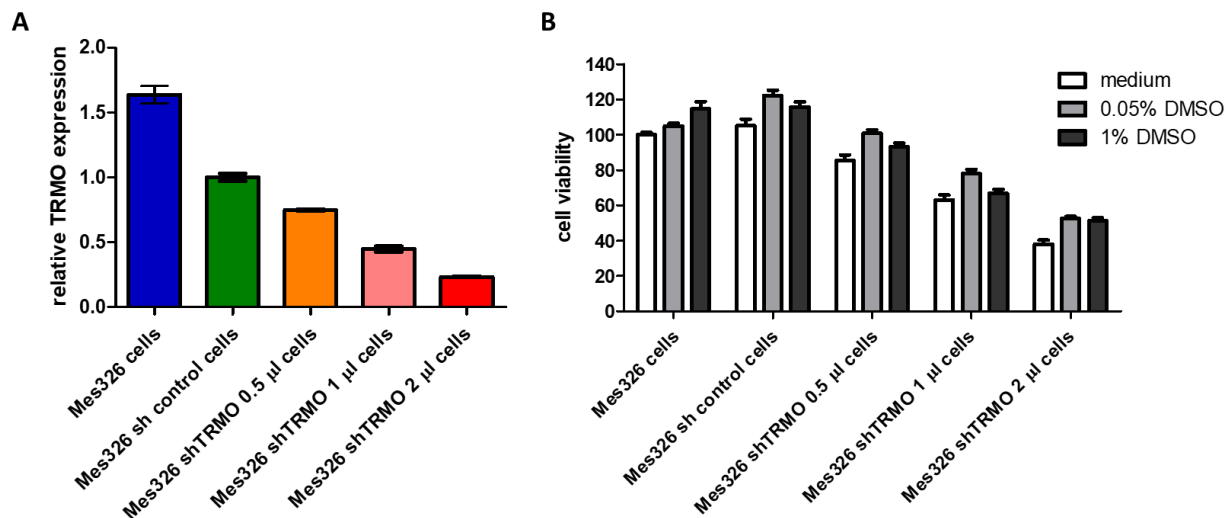 A
relative TRMO expression
2.0
1.5
1.0
0.5
0.0
Mes326 cells
Mes326 sh control cells
Mes326 shTRMO 0.5 µl cells
Mes326 shTRMO 1 µl cells
Mes326 shTRMO 2 µl cells
B
cell viability
140
120
100
80
60
40
20
0
Mes326 cells
Mes326 sh control cells
Mes326 shTRMO 0.5 µl cells
Mes326 shTRMO 1 µl cells
Mes326 shTRMO 2 µl cells
medium
0.05% DMSO
1% DMSO